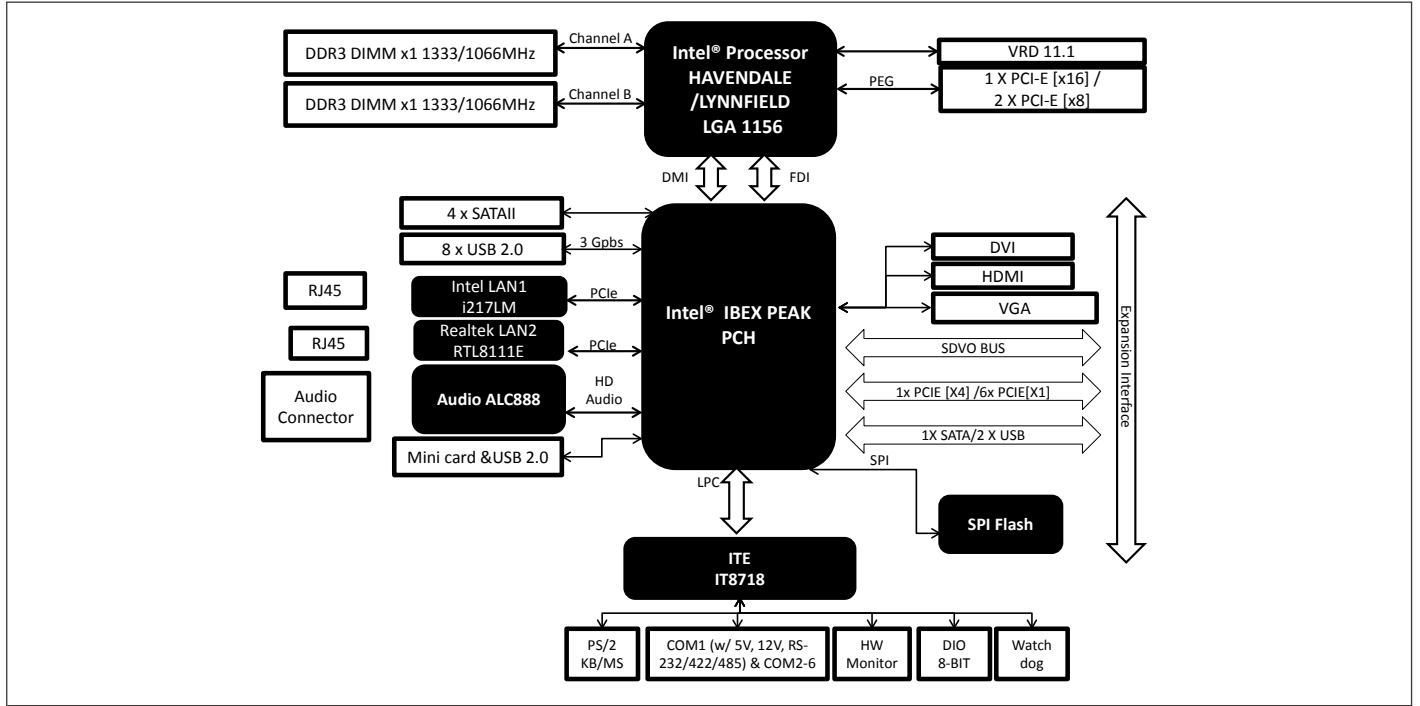 DDR3 DIMM x1 1333/1066MHz
Channel A
DDR3 DIMM x1 1333/1066MHz
Channel B
Intel® Processor
HAVENDALE
/LYNNFIELD
LGA 1156
VRD 11.1
PEG
1 X PCI-E [x16] /
2 X PCI-E [x8]
DMI
FDI
4 x SATAII
8 x USB 2.0
3 Gpbs
RJ45
Intel LAN1
i217LM
PCIe
RJ45
Realtek LAN2
RTL8111E
PCIe
Audio
Connector
Audio ALC888
HD
Audio
Mini card &USB 2.0
Intel® IBEX PEAK
PCH
DVI
HDMI
VGA
SDVO BUS
1x PCIE [X4] /6x PCIE[X1]
1X SATA/2 X USB
Expansion Interface
SPI
SPI Flash
LPC
ITE
IT8718
PS/2
KB/MS
COM1 (w/ 5V, 12V, RS-
232/422/485) & COM2-6
HW
Monitor
DIO
8-BIT
Watch
dog